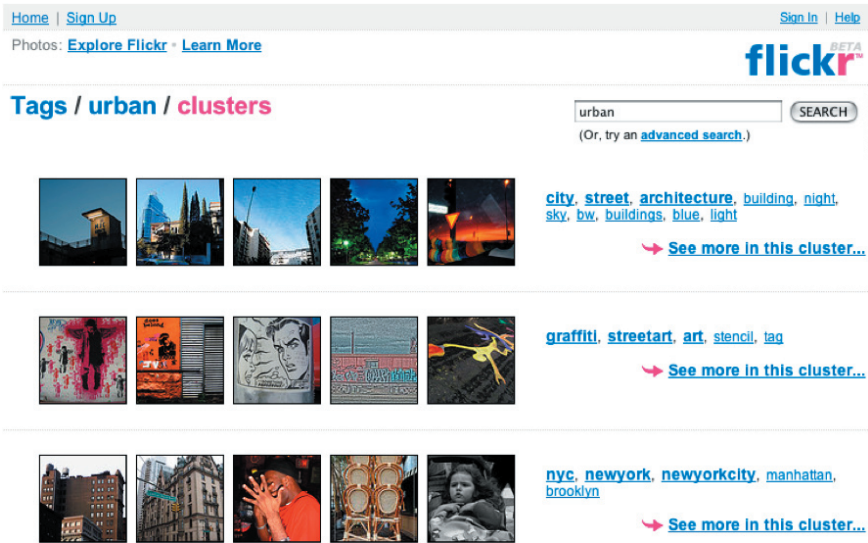 Home | Sign Up
Sign In | Help
Photos: Explore Flickr • Learn More
flickr™ BETA
Tags / urban / clusters
urban
SEARCH
(Or, try an advanced search.)
city, street, architecture, building, night,
sky, bw, buildings, blue, light
See more in this cluster...
graffiti, streetart, art, stencil, tag
See more in this cluster...
nyc, newyork, newyorkcity, manhattan,
brooklyn
See more in this cluster...